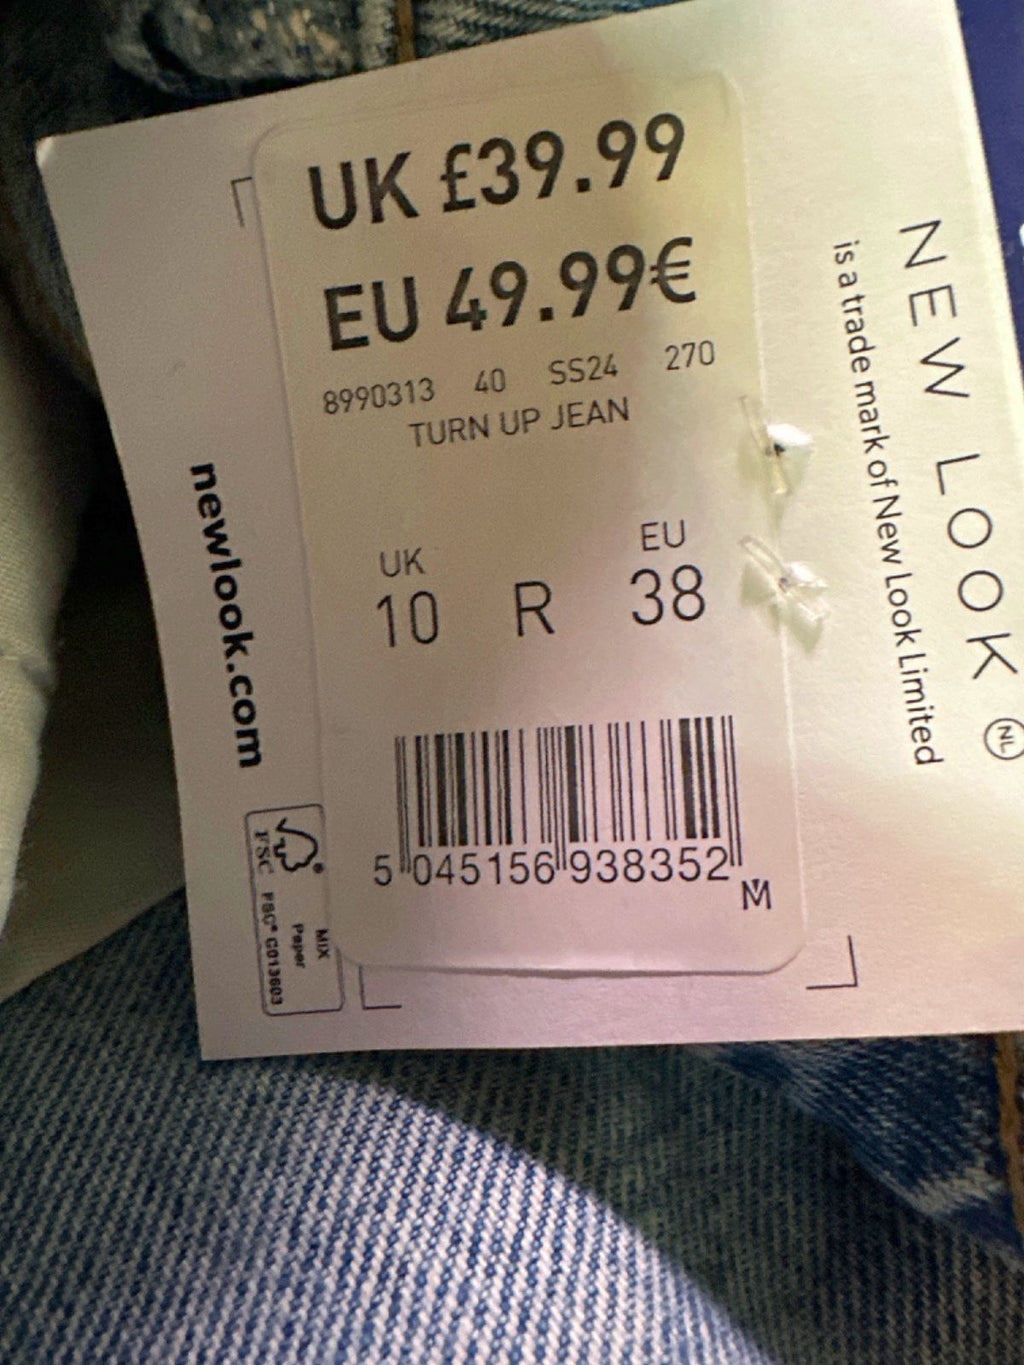 UK £39.99
EU 49.99€
8990313 40 SS24 270
TURN UP JEAN
UK EU
10 R 38
5 045156 938352
newlook.com
FSC
FSC® C013603
MIX
Paper
NEW LOOK NL
is a trade mark of New Look Limited